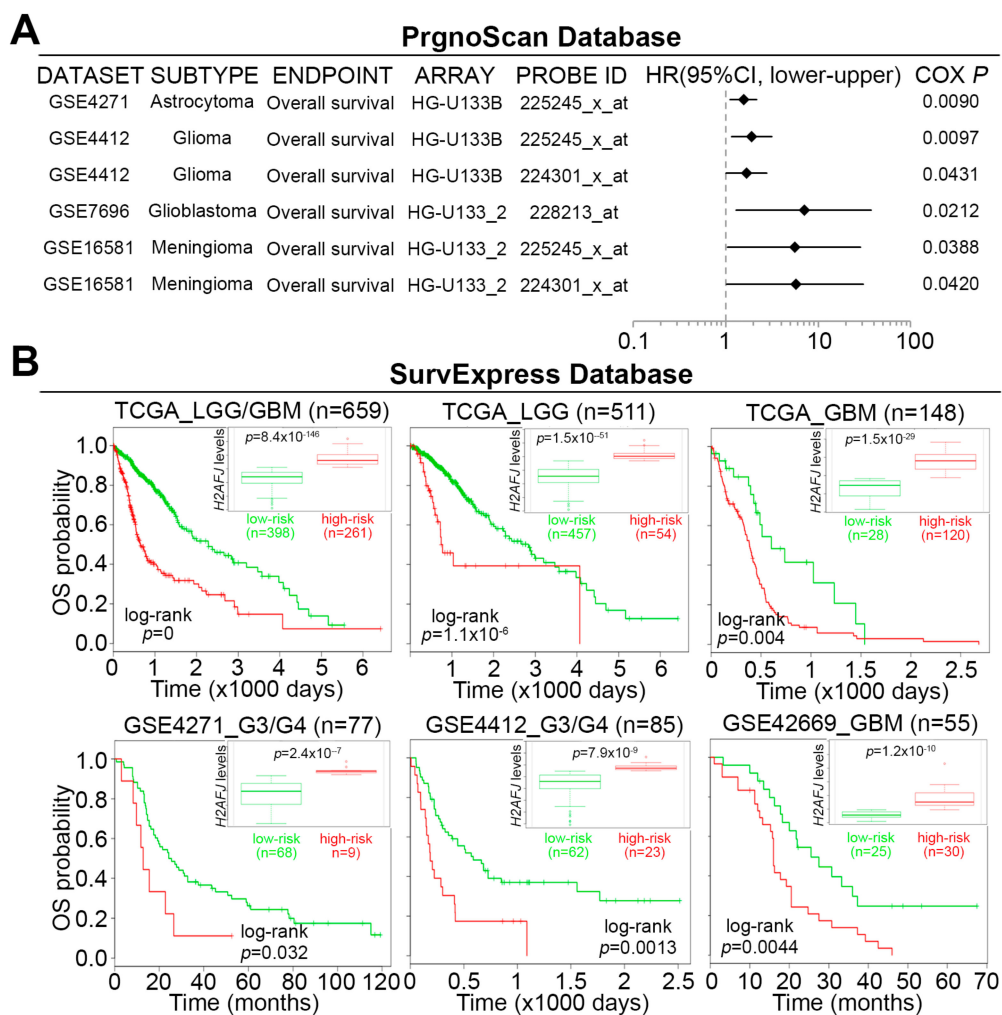 A
PrgnoScan Database
DATASET SUBTYPE ENDPOINT ARRAY PROBE ID HR(95%CI, lower-upper) COX P
GSE4271 Astrocytoma Overall survival HG-U133B 225245_x_at 0.0090
GSE4412 Glioma Overall survival HG-U133B 225245_x_at 0.0097
GSE4412 Glioma Overall survival HG-U133B 224301_x_at 0.0431
GSE7696 Glioblastoma Overall survival HG-U133_2 228213_at 0.0212
GSE16581 Meningioma Overall survival HG-U133_2 225245_x_at 0.0388
GSE16581 Meningioma Overall survival HG-U133_2 224301_x_at 0.0420
0.1 1 10 100
B
SurvExpress Database
TCGA_LGG/GBM (n=659)
OS probability
1.0
0.8
0.6
0.4
0.2
0.0
H2AFJ levels
p=8.4x10-146
low-risk (n=398)
high-risk (n=261)
log-rank
p=0
0 1 2 3 4 5 6
Time (x1000 days)
TCGA_LGG (n=511)
H2AFJ levels
p=1.5x10-51
low-risk (n=457)
high-risk (n=54)
log-rank
p=1.1x10-6
0 1 2 3 4 5 6
Time (x1000 days)
TCGA_GBM (n=148)
H2AFJ levels
p=1.5x10-29
low-risk (n=28)
high-risk (n=120)
log-rank
p=0.004
0 0.5 1 1.5 2 2.5
Time (x1000 days)
GSE4271_G3/G4 (n=77)
OS probability
1.0
0.8
0.6
0.4
0.2
0.0
H2AFJ levels
p=2.4x10-7
low-risk (n=68)
high-risk (n=9)
log-rank
p=0.032
0 20 40 60 80 100 120
Time (months)
GSE4412_G3/G4 (n=85)
H2AFJ levels
p=7.9x10-9
low-risk (n=62)
high-risk (n=23)
log-rank
p=0.0013
0 0.5 1 1.5 2 2.5
Time (x1000 days)
GSE42669_GBM (n=55)
H2AFJ levels
p=1.2x10-10
low-risk (n=25)
high-risk (n=30)
log-rank
p=0.0044
0 10 20 30 40 50 60 70
Time (months)